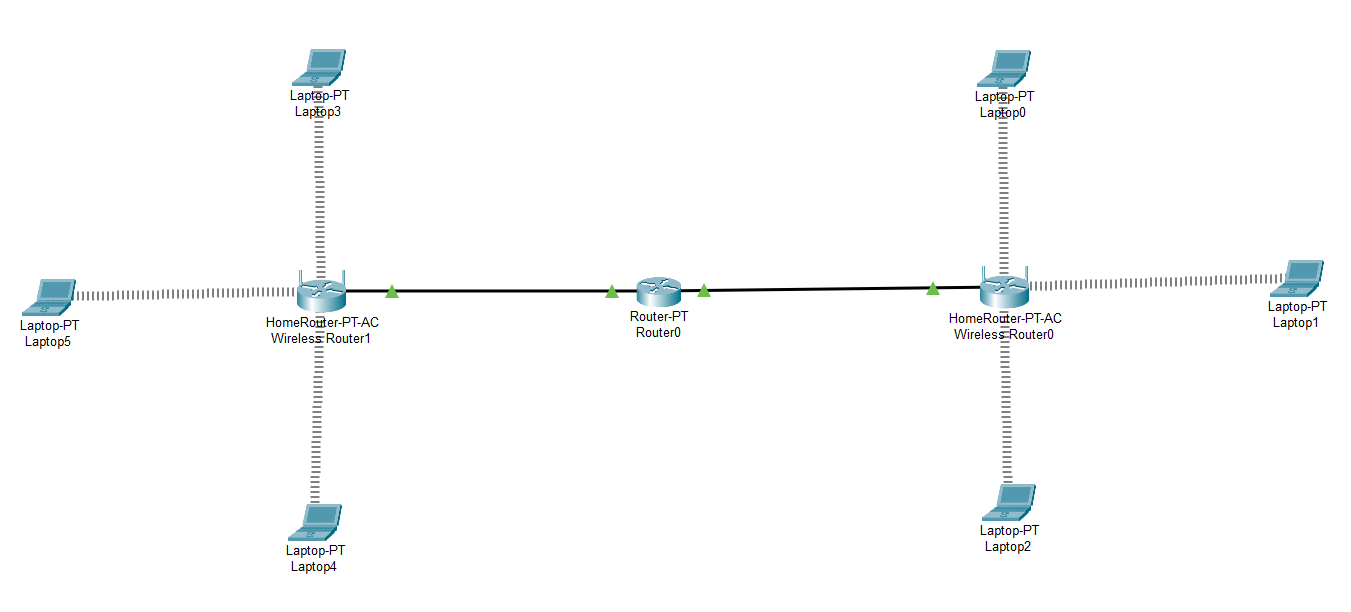 Laptop-PT
Laptop3
Laptop-PT
Laptop0
Laptop-PT
Laptop5
HomeRouter-PT-AC
Wireless Router1
Router-PT
Router0
HomeRouter-PT-AC
Wireless Router0
Laptop-PT
Laptop1
Laptop-PT
Laptop4
Laptop-PT
Laptop2